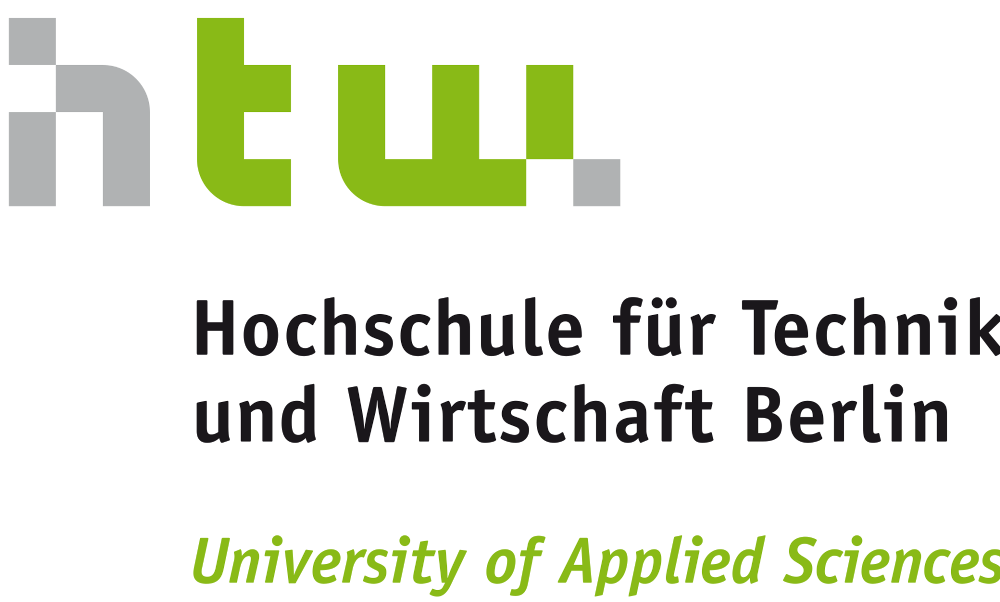 htw.
Hochschule für Technik
und Wirtschaft Berlin
University of Applied Sciences